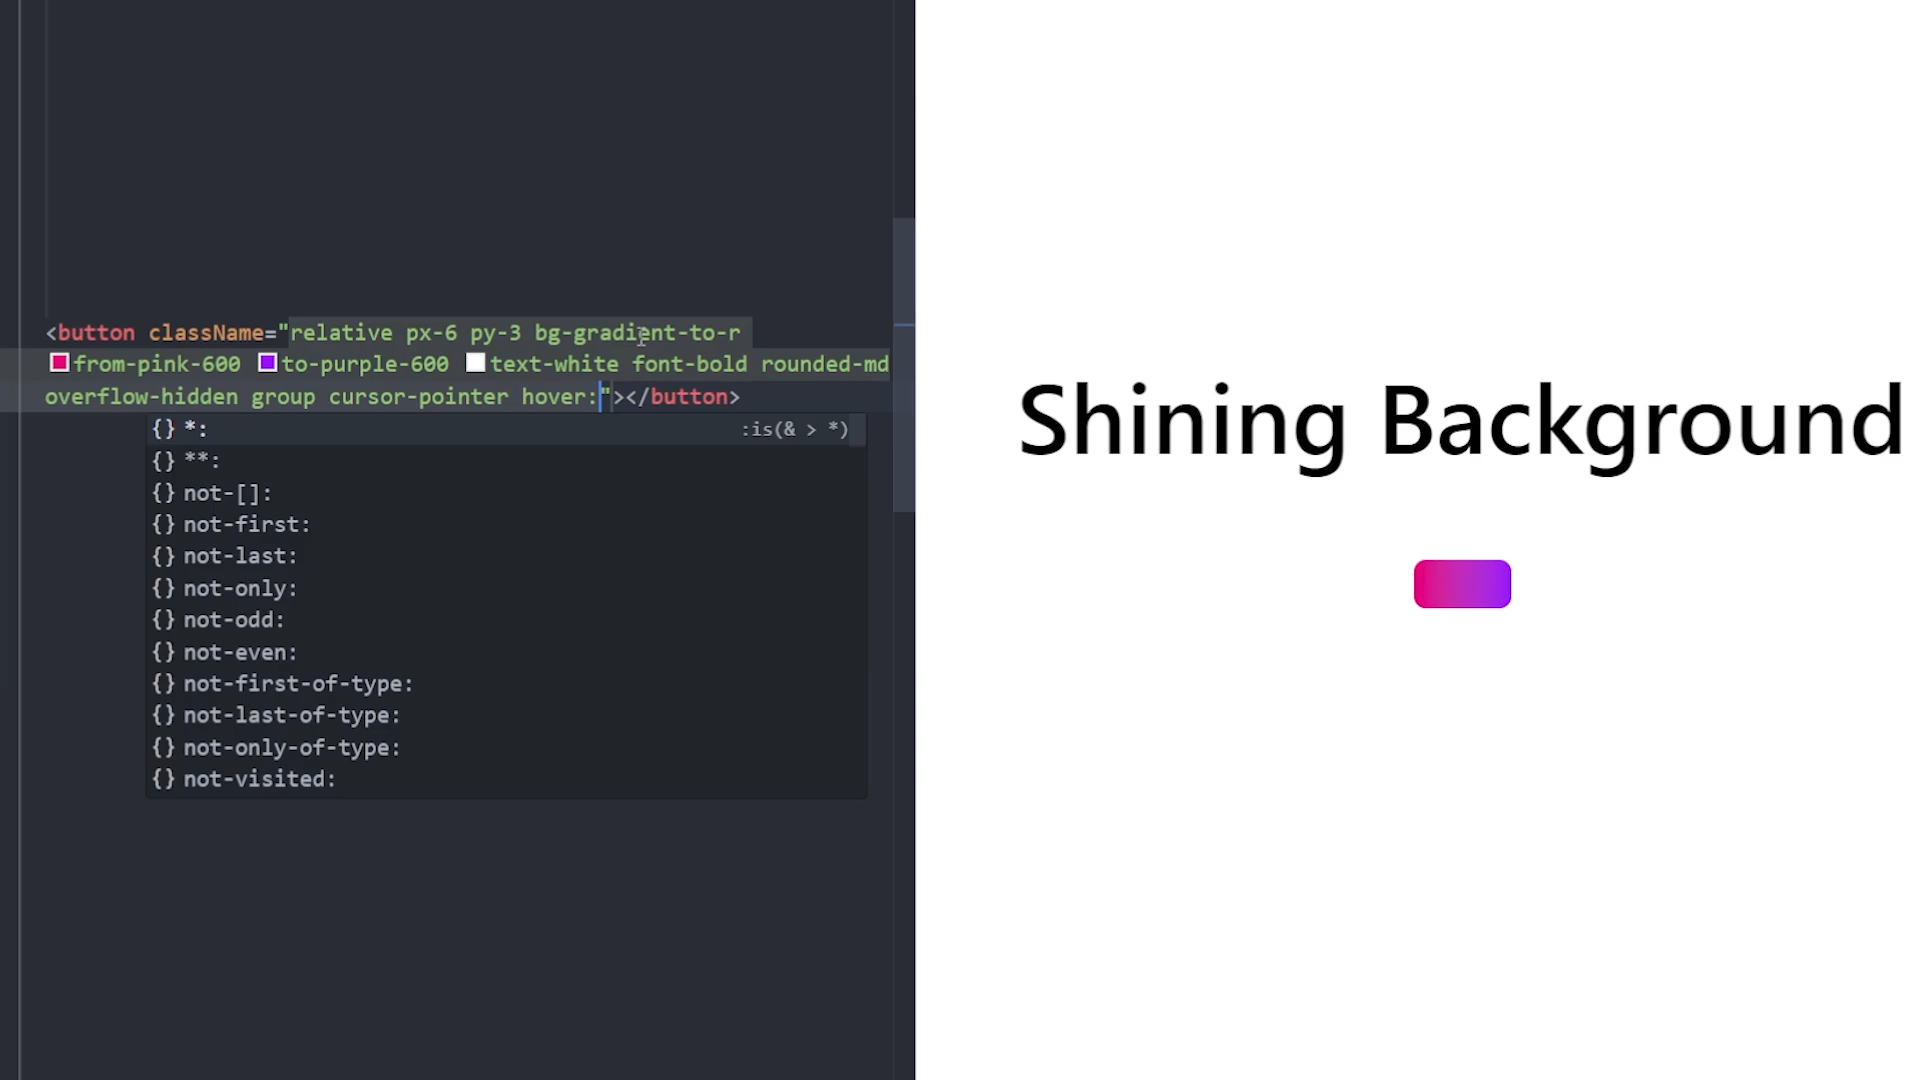 <button className="relative px-6 py-3 bg-gradient-to-r
from-pink-600 to-purple-600 text-white font-bold rounded-md
overflow-hidden group cursor-pointer hover:"></button>
{} *: :is(& > *)
{} **:
{} not-[]:
{} not-first:
{} not-last:
{} not-only:
{} not-odd:
{} not-even:
{} not-first-of-type:
{} not-last-of-type:
{} not-only-of-type:
{} not-visited:
Shining Background